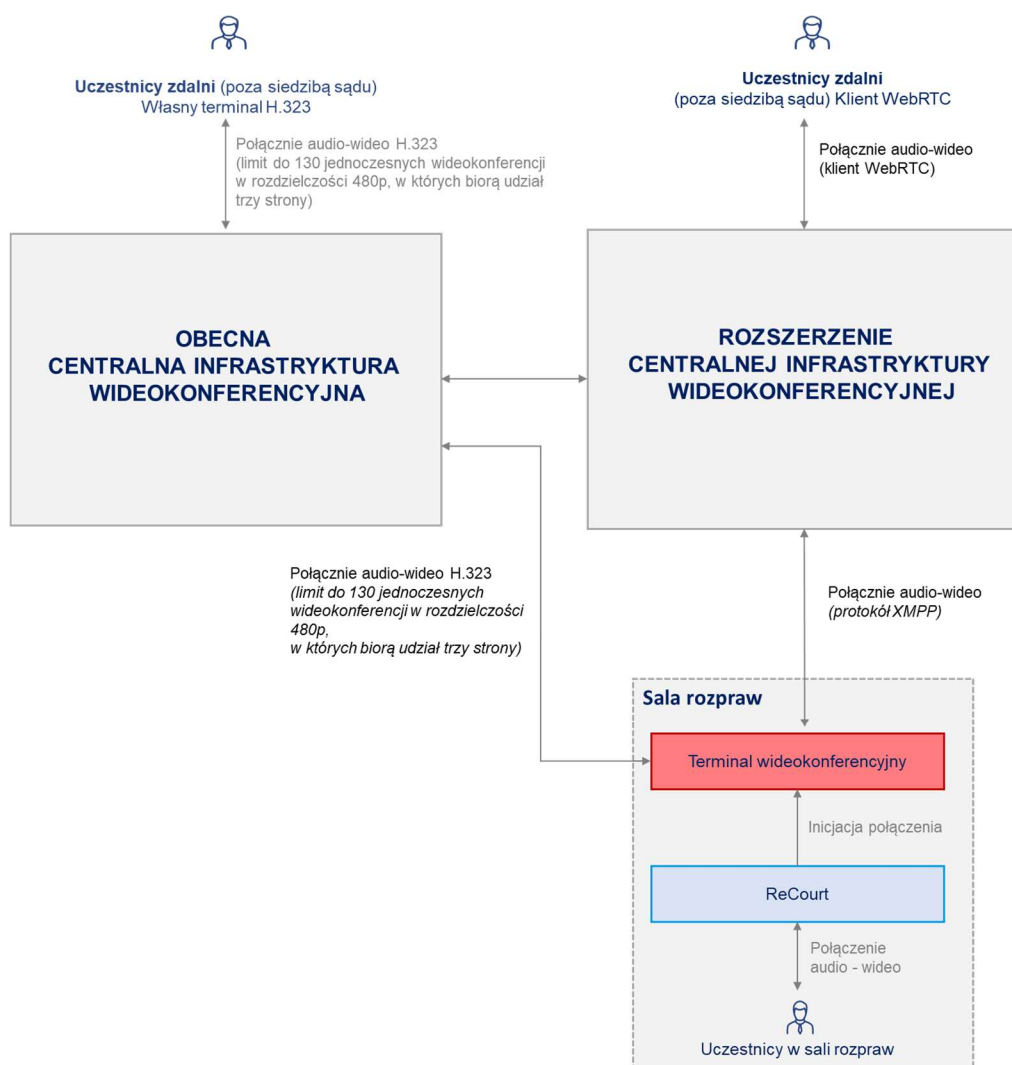 Uczestnicy zdalni (poza siedzibą sądu)
Własny terminal H.323
Uczestnicy zdalni
(poza siedzibą sądu) Klient WebRTC
Połącznie audio-wideo H.323
(limit do 130 jednoczesnych wideokonferencji
w rozdzielczości 480p, w których biorą udział
trzy strony)
Połącznie audio-wideo
(klient WebRTC)
OBECNA
CENTRALNA INFRASTRYKTURA
WIDEOKONFERENCYJNA
ROZSZERZENIE
CENTRALNEJ INFRASTRYKTURY
WIDEOKONFERENCYJNEJ
Połącznie audio-wideo H.323
(limit do 130 jednoczesnych
wideokonferencji w rozdzielczości
480p,
w których biorą udział trzy strony)
Połącznie audio-wideo
(protokół XMPP)
Sala rozpraw
Terminal wideokonferencyjny
Inicjacja połączenia
ReCourt
Połączenie
audio - wideo
Uczestnicy w sali rozpraw